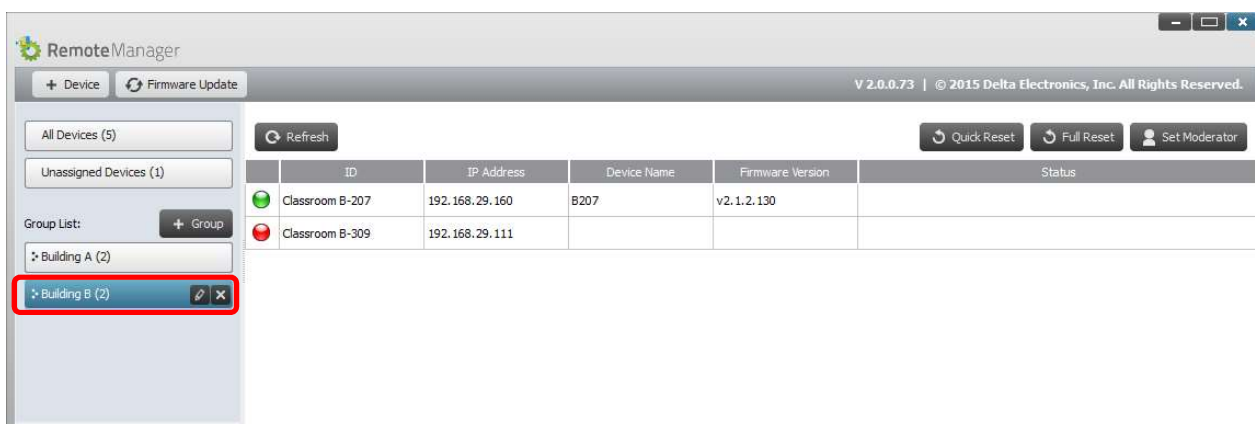 RemoteManager
+ Device Firmware Update V 2.0.0.73 | © 2015 Delta Electronics, Inc. All Rights Reserved.
All Devices (5) Refresh Quick Reset Full Reset Set Moderator
Unassigned Devices (1) ID IP Address Device Name Firmware Version Status
Classroom B-207 192.168.29.160 B207 v2.1.2.130
Group List: + Group Classroom B-309 192.168.29.111
Building A (2)
Building B (2)